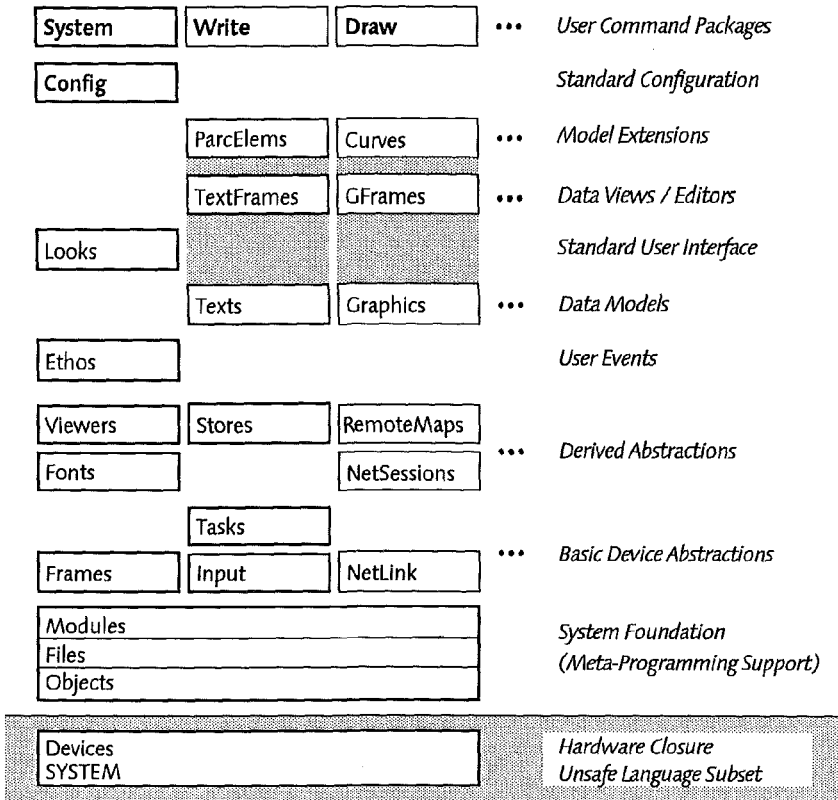 System Write Draw ••• User Command Packages
Config Standard Configuration
ParcElems Curves ••• Model Extensions
TextFrames GFrames ••• Data Views / Editors
Looks Standard User Interface
Texts Graphics ••• Data Models
Ethos User Events
Viewers Stores RemoteMaps
••• Derived Abstractions
Fonts NetSessions
Tasks
Frames Input NetLink ••• Basic Device Abstractions
Modules
Files
Objects
System Foundation
(Meta-Programming Support)
Devices
SYSTEM
Hardware Closure
Unsafe Language Subset